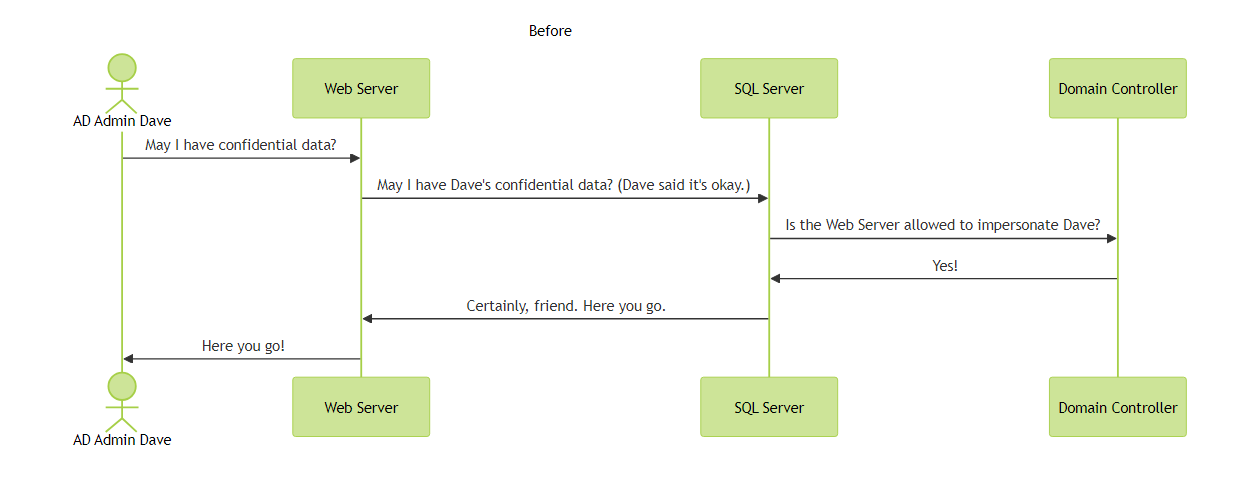 Before
AD Admin Dave
Web Server
SQL Server
Domain Controller
May I have confidential data?
May I have Dave's confidential data? (Dave said it's okay.)
Is the Web Server allowed to impersonate Dave?
Yes!
Certainly, friend. Here you go.
Here you go!
AD Admin Dave
Web Server
SQL Server
Domain Controller